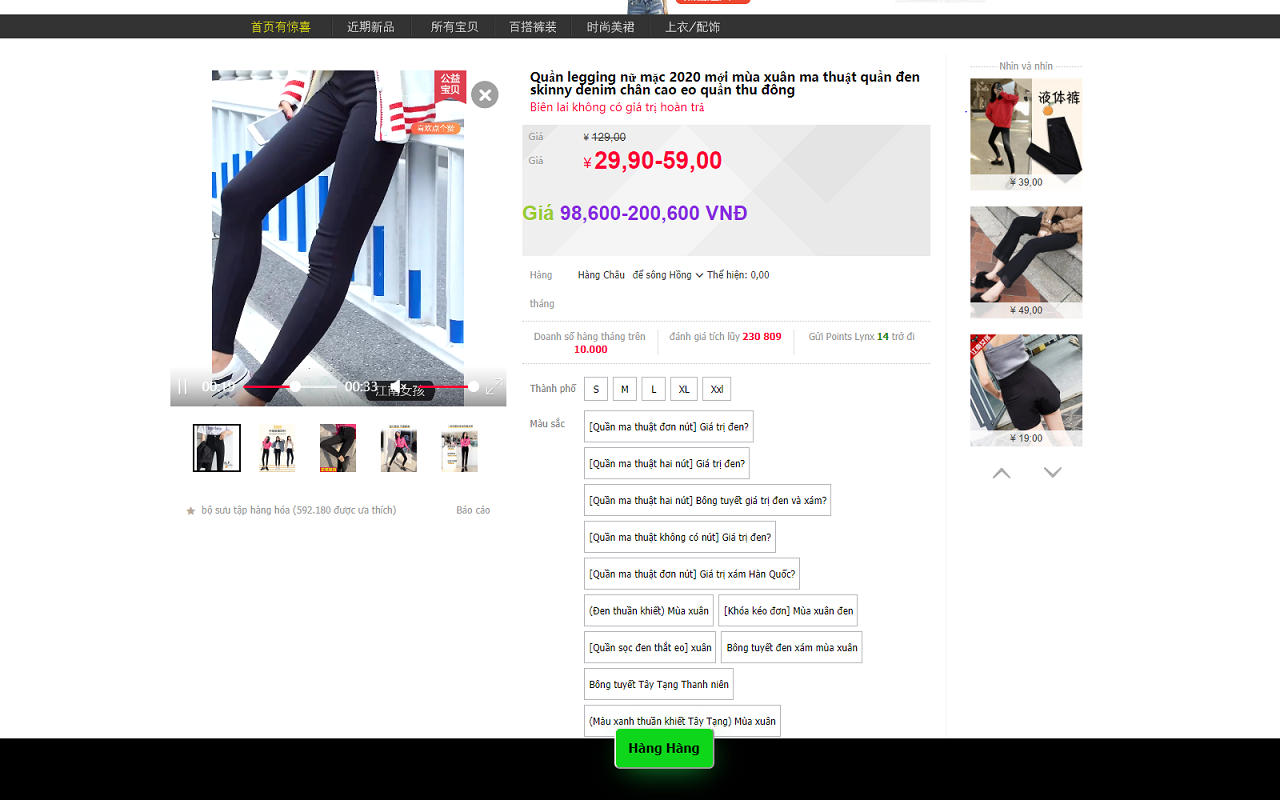 首页有惊喜 近期新品 所有宝贝 百搭裤装 时尚美裙 上衣/配饰
公益
宝贝
喜欢点个赞
00:19 00:33
江南女孩
bộ sưu tập hàng hóa (592.180 được ưa thích) Báo cáo
Quần legging nữ mặc 2020 mới mùa xuân ma thuật quần đen
skinny denim chân cao eo quần thu đông
Biên lai không có giá trị hoàn trả
Giá ¥ 129,00
Giá ¥ 29,90-59,00
Giá 98,600-200,600 VNĐ
Hàng Hàng Châu để sông Hồng Thể hiện: 0,00
tháng
Doanh số hàng tháng trên
10.000
đánh giá tích lũy 230 809
Gửi Points Lynx 14 trở đi
Thành phố S M L XL Xxl
Màu sắc
[Quần ma thuật đơn nút] Giá trị đen?
[Quần ma thuật hai nút] Giá trị đen?
[Quần ma thuật hai nút] Bông tuyết giá trị đen và xám?
[Quần ma thuật không có nút] Giá trị đen?
[Quần ma thuật đơn nút] Giá trị xám Hàn Quốc?
(Đen thuần khiết) Mùa xuân [Khóa kéo đơn] Mùa xuân đen
[Quần sọc đen thắt eo] xuân Bông tuyết đen xám mùa xuân
Bông tuyết Tây Tạng Thanh niên
(Màu xanh thuần khiết Tây Tạng) Mùa xuân
Hàng Hàng
Nhìn và nhìn
液体裤
¥ 39,00
¥ 49,00
江南女孩
¥ 19:00